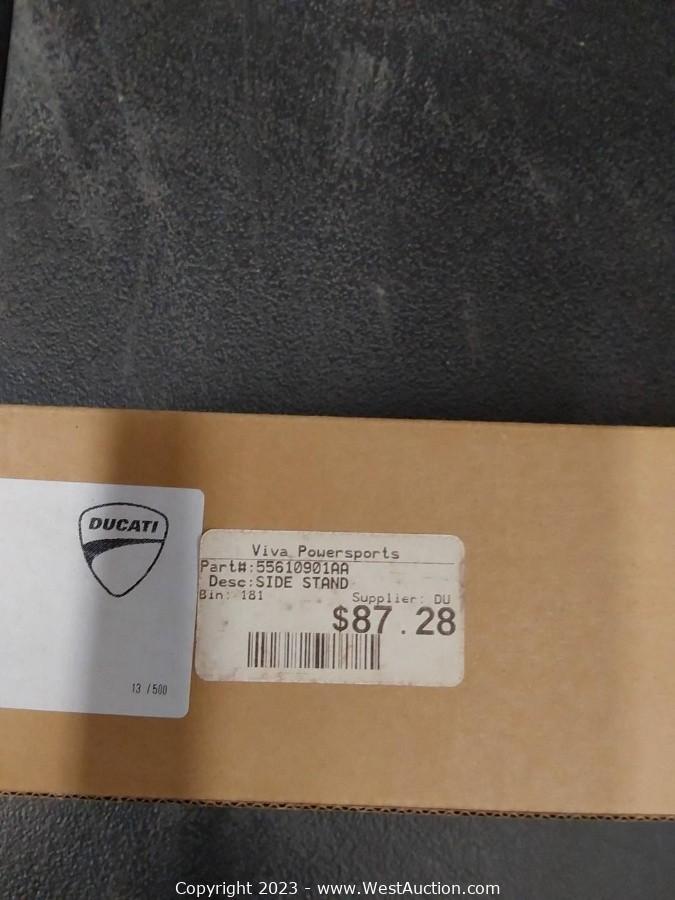 DUCATI
13 / 500
Viva Powersports
Part#:55610901AA
Desc:SIDE STAND
Bin: 181 Supplier: DU
$87.28
Copyright 2023 - www.WestAuction.com